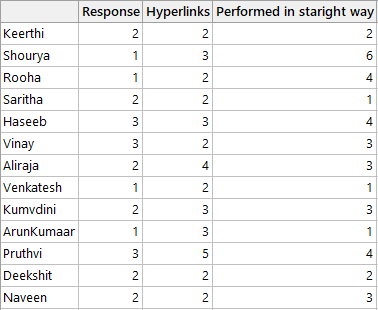 Response Hyperlinks Performed in staright way
Keerthi 2 2 2
Shourya 1 3 6
Rooha 1 2 4
Saritha 2 2 1
Haseeb 3 3 4
Vinay 3 2 3
Aliraja 2 4 3
Venkatesh 1 2 1
Kumvdini 2 3 3
ArunKumaar 1 3 1
Pruthvi 3 5 4
Deekshit 2 2 2
Naveen 2 2 3